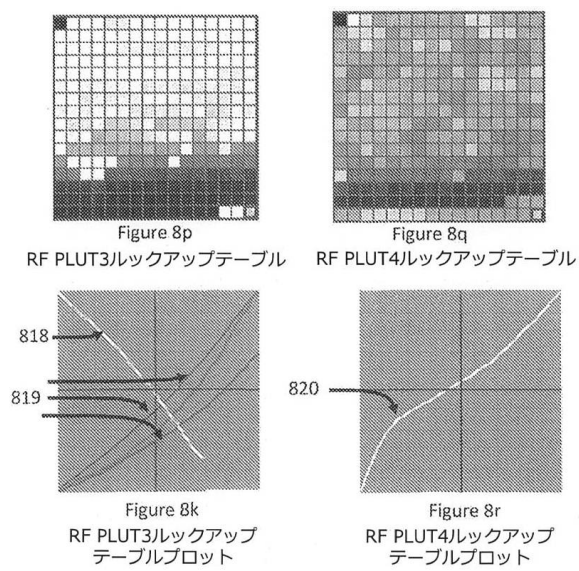 Figure 8p
RF PLUT3ルックアップテーブル
Figure 8q
RF PLUT4ルックアップテーブル
818
819
Figure 8k
RF PLUT3ルックアップ
テーブルプロット
820
Figure 8r
RF PLUT4ルックアップ
テーブルプロット